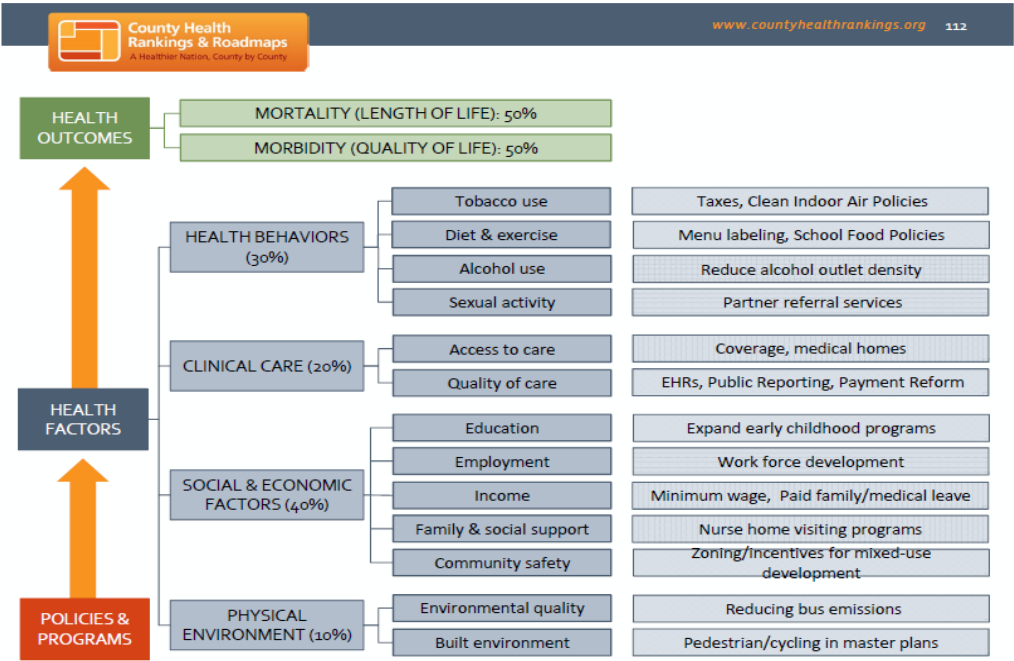 County Health
Rankings & Roadmaps
A Healthier Nation, County by County
www.countyhealthrankings.org 112
HEALTH
OUTCOMES
MORTALITY (LENGTH OF LIFE): 50%
MORBIDITY (QUALITY OF LIFE): 50%
HEALTH
FACTORS
POLICIES &
PROGRAMS
HEALTH BEHAVIORS
(30%)
Tobacco use
Taxes, Clean Indoor Air Policies
Diet & exercise
Menu labeling, School Food Policies
Alcohol use
Reduce alcohol outlet density
Sexual activity
Partner referral services
CLINICAL CARE (20%)
Access to care
Coverage, medical homes
Quality of care
EHRs, Public Reporting, Payment Reform
SOCIAL & ECONOMIC
FACTORS (40%)
Education
Expand early childhood programs
Employment
Work force development
Income
Minimum wage, Paid family/medical leave
Family & social support
Nurse home visiting programs
Community safety
Zoning/incentives for mixed-use
development
PHYSICAL
ENVIRONMENT (10%)
Environmental quality
Reducing bus emissions
Built environment
Pedestrian/cycling in master plans